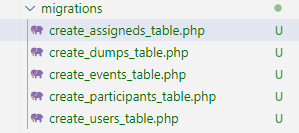 migrations
create_assigneds_table.php U
create_dumps_table.php U
create_events_table.php U
create_participants_table.php U
create_users_table.php U